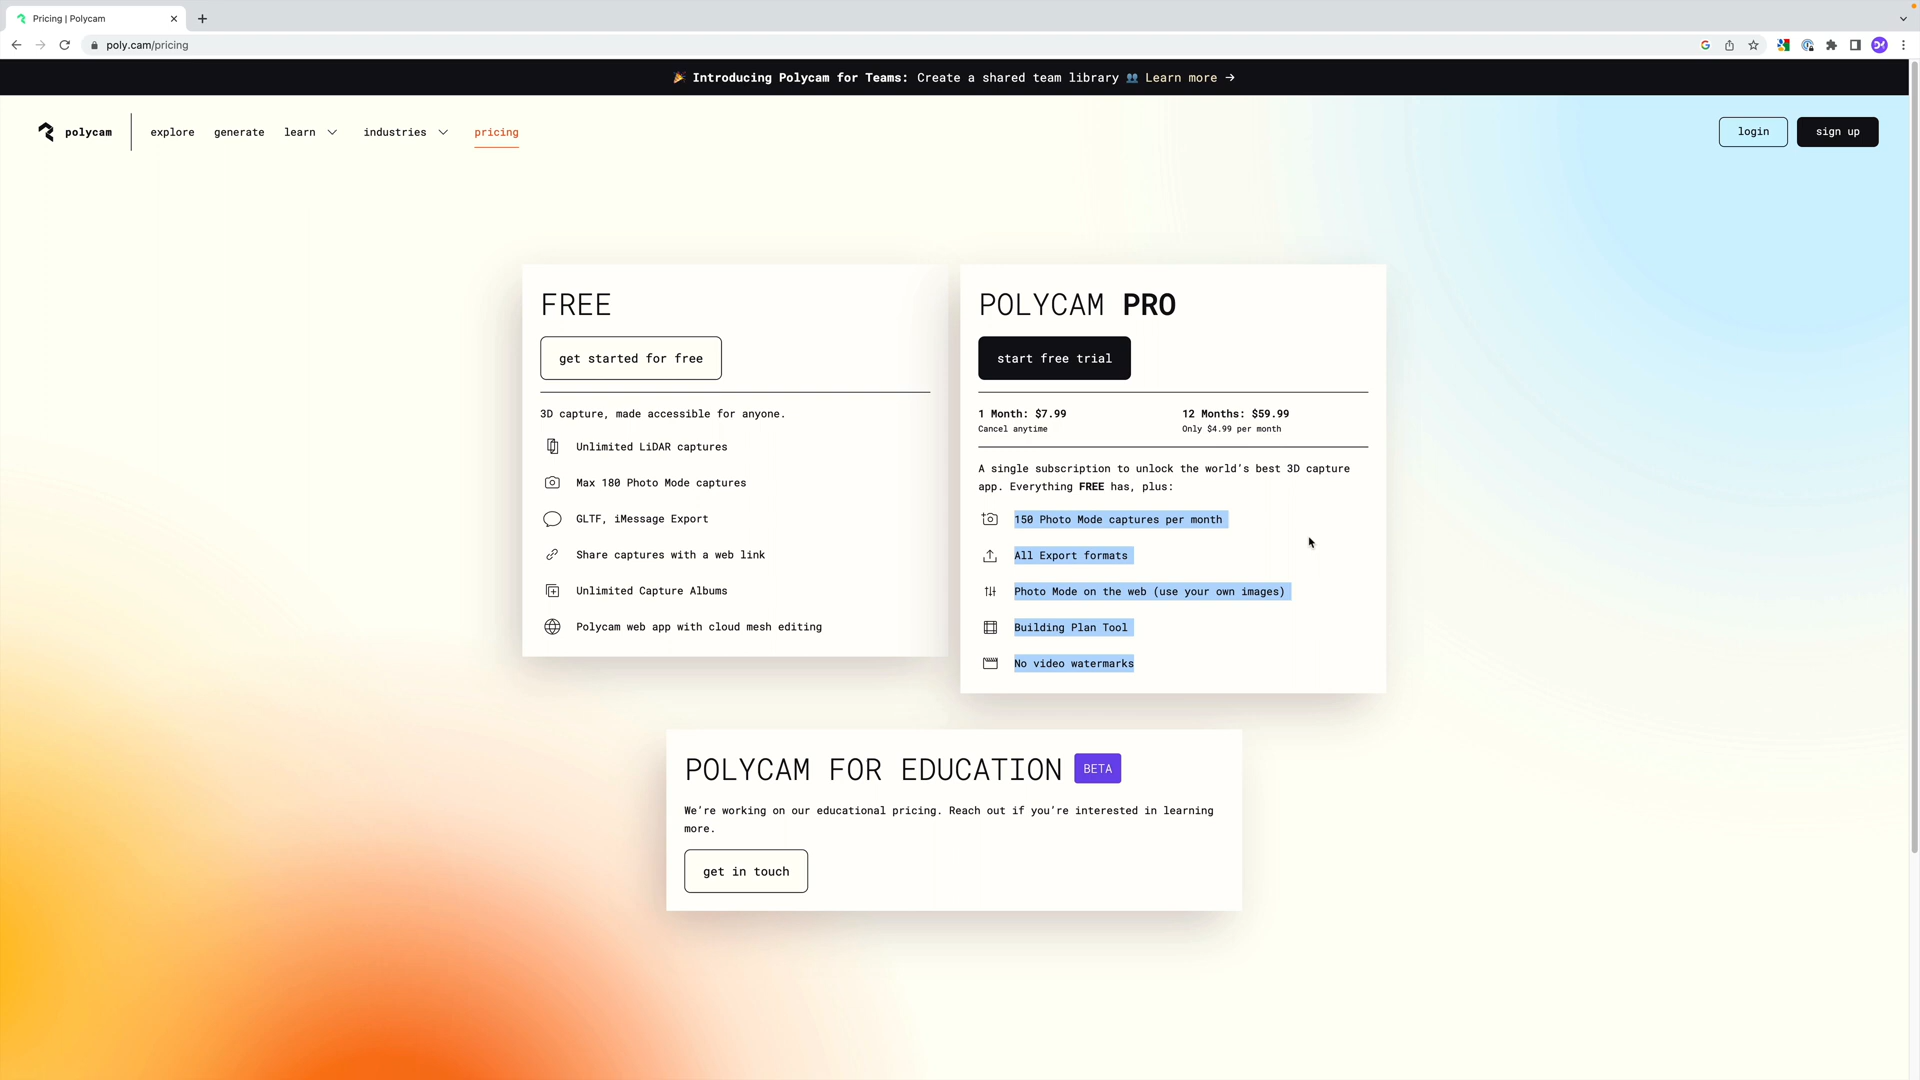 Pricing | Polycam
poly.cam/pricing
Introducing Polycam for Teams: Create a shared team library Learn more →
polycam
explore
generate
learn
industries
pricing
login
sign up
FREE
get started for free
3D capture, made accessible for anyone.
Unlimited LiDAR captures
Max 180 Photo Mode captures
GLTF, iMessage Export
Share captures with a web link
Unlimited Capture Albums
Polycam web app with cloud mesh editing
POLYCAM PRO
start free trial
1 Month: $7.99
Cancel anytime
12 Months: $59.99
Only $4.99 per month
A single subscription to unlock the world's best 3D capture
app. Everything FREE has, plus:
150 Photo Mode captures per month
All Export formats
Photo Mode on the web (use your own images)
Building Plan Tool
No video watermarks
POLYCAM FOR EDUCATION BETA
We're working on our educational pricing. Reach out if you're interested in learning
more.
get in touch